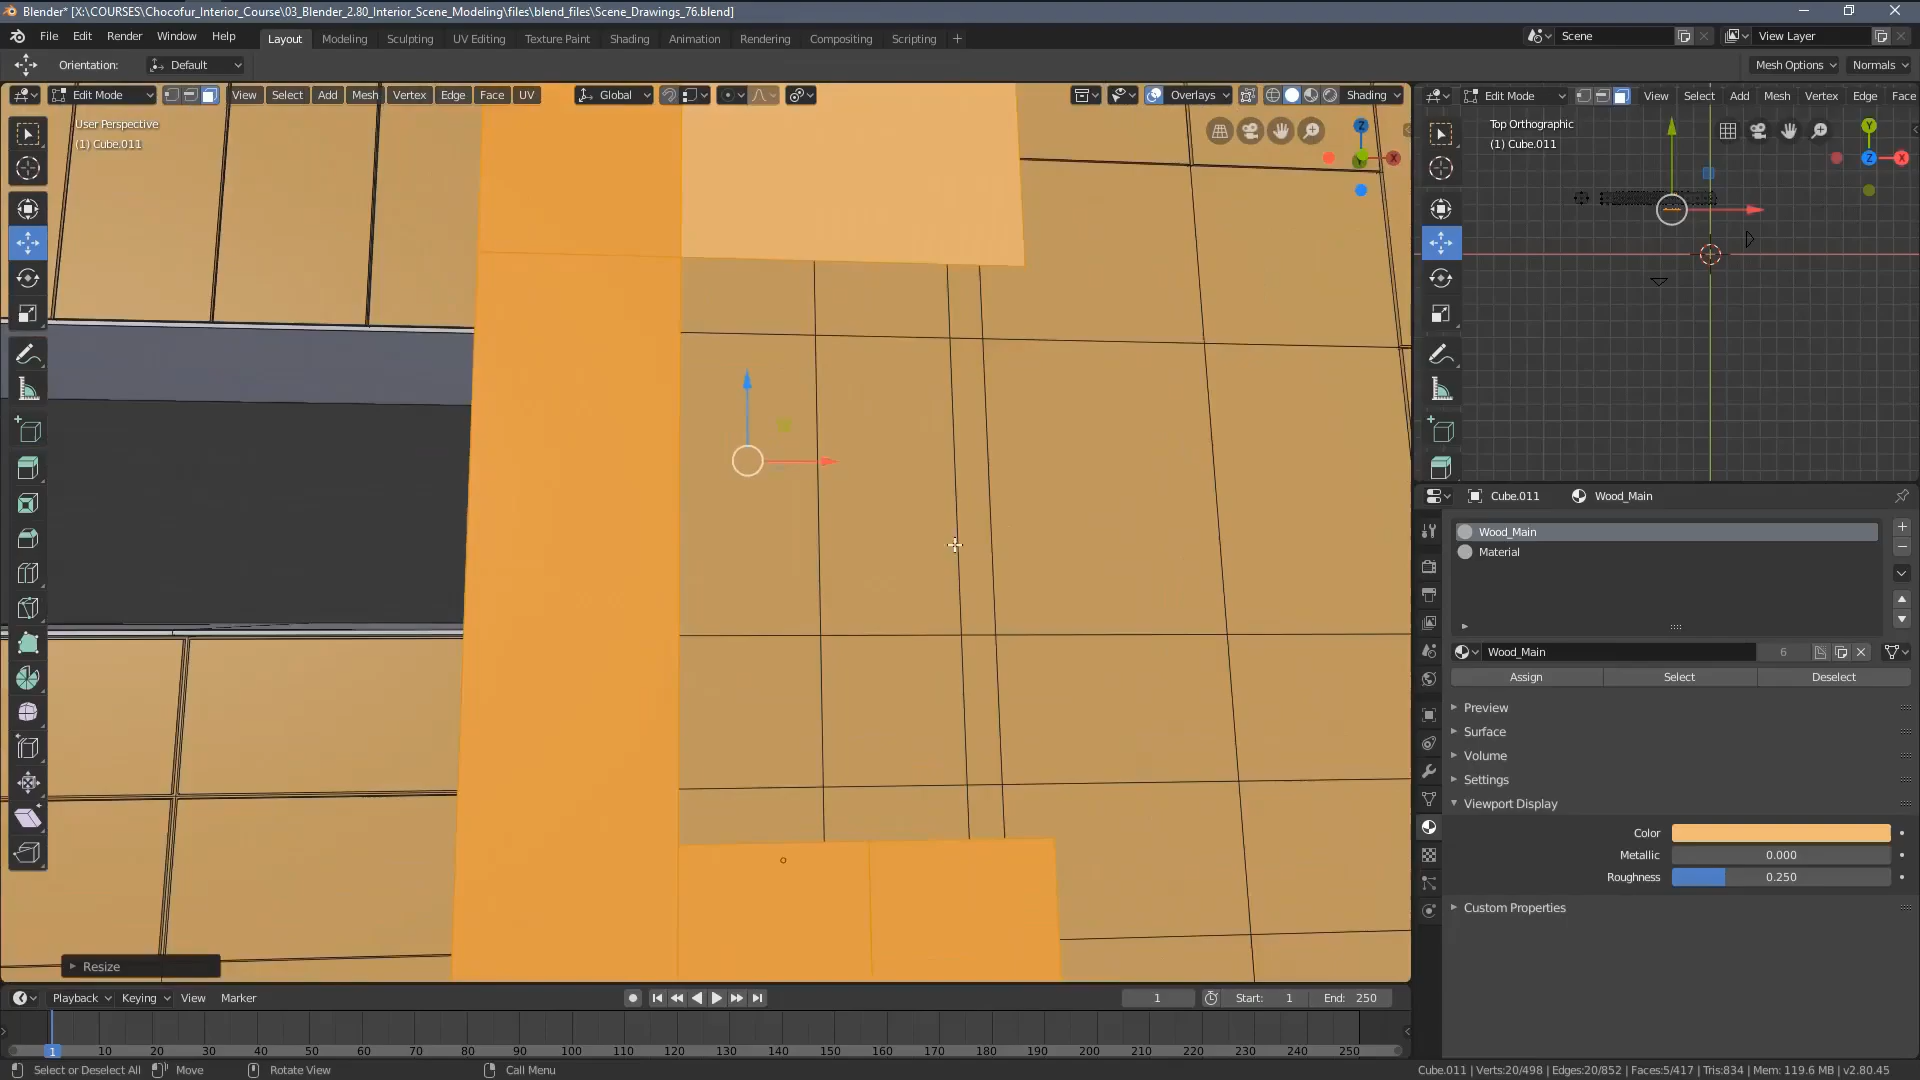 Blender* [X:\COURSES\Chocofur_Interior_Course\03_Blender_2.80_Interior_Scene_Modeling\files\blend_files\Scene_Drawings_76.blend]
File Edit Render Window Help Layout Modeling Sculpting UV Editing Texture Paint Shading Animation Rendering Compositing Scripting + Scene View Layer
Orientation: Default Mesh Options Normals
Edit Mode View Select Add Mesh Vertex Edge Face UV Global Overlays Shading
Edit Mode View Select Add Mesh Vertex Edge Face
User Perspective
(1) Cube.011
Z
X
Top Orthographic
(1) Cube.011
Y
Z
X
Cube.011 Wood_Main
Wood_Main
Material
Wood_Main 6
Assign Select Deselect
Preview
Surface
Volume
Settings
Viewport Display
Color
Metallic 0.000
Roughness 0.250
Custom Properties
Resize
Playback Keying View Marker 1 Start: 1 End: 250
1 10 20 30 40 50 60 70 80 90 100 110 120 130 140 150 160 170 180 190 200 210 220 230 240 250
Select or Deselect All Move Rotate View Call Menu Cube.011 | Verts:20/498 | Edges:20/852 | Faces:5/417 | Tris:834 | Mem: 119.6 MB | v2.80.45